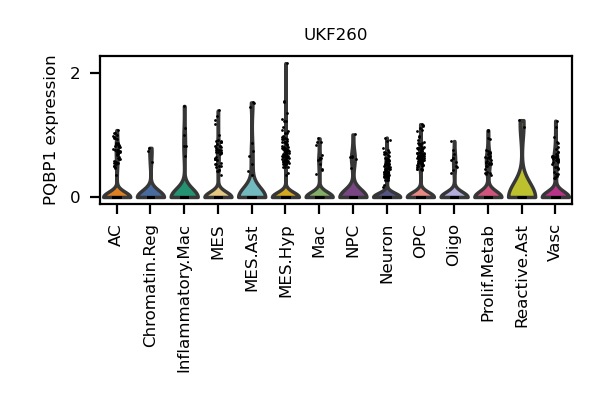 UKF260
PQBP1 expression
2
0
AC
Chromatin.Reg
Inflammatory.Mac
MES
MES.Ast
MES.Hyp
Mac
NPC
Neuron
OPC
Oligo
Prolif.Metab
Reactive.Ast
Vasc